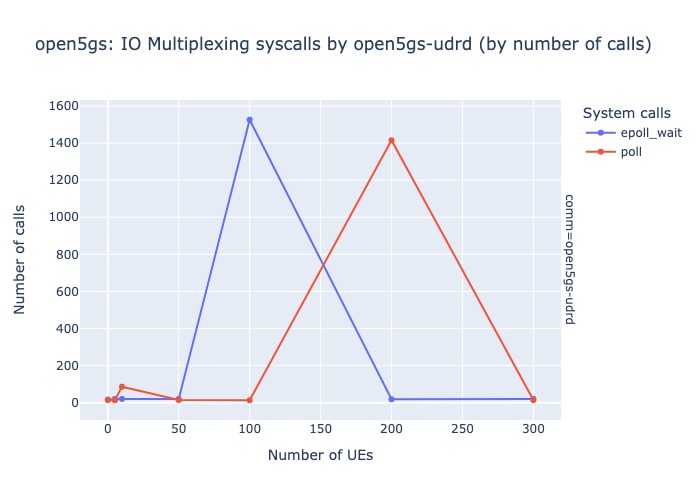 open5gs: IO Multiplexing syscalls by open5gs-udrd (by number of calls)
System calls
epoll_wait
poll
1600
1400
1200
1000
800
600
400
200
0
Number of calls
comm=open5gs-udrd
0 50 100 150 200 250 300
Number of UEs